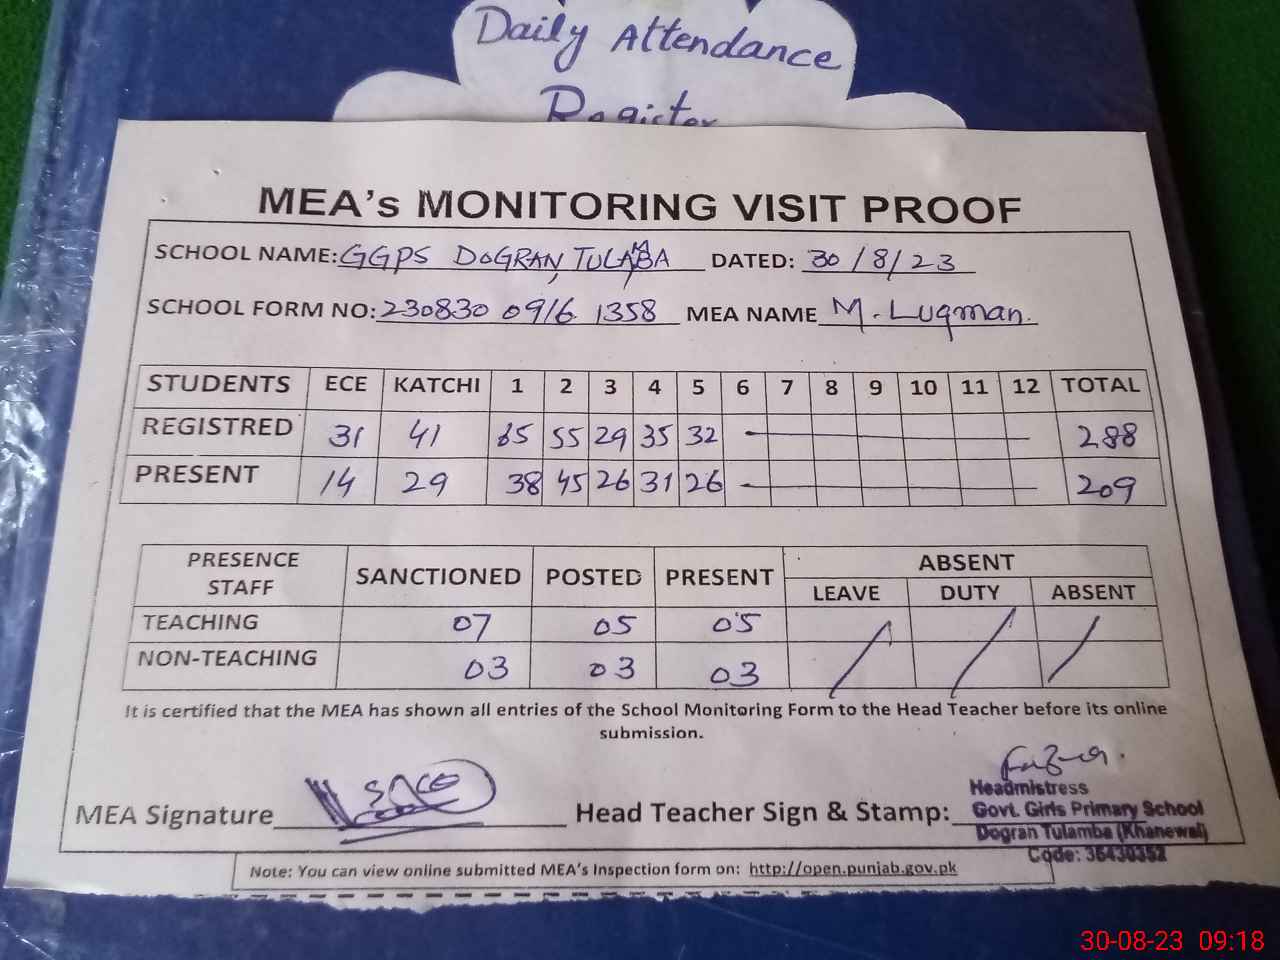 Daily Attendance
Register
MEA's MONITORING VISIT PROOF
SCHOOL NAME: GGPS DOGRAN, TULAMBA DATED: 30/8/23
SCHOOL FORM NO: 230830 0916 1358 MEA NAME M. Luqman.
STUDENTS ECE KATCHI 1 2 3 4 5 6 7 8 9 10 11 12 TOTAL
REGISTRED 31 41 65 55 29 35 32 288
PRESENT 14 29 38 45 26 31 26 209
PRESENCE STAFF SANCTIONED POSTED PRESENT ABSENT
LEAVE DUTY ABSENT
TEACHING 07 05 05
NON-TEACHING 03 03 03
It is certified that the MEA has shown all entries of the School Monitoring Form to the Head Teacher before its online
submission.
MEA Signature Head Teacher Sign & Stamp:
Headmistress
Govt. Girls Primary School
Dogran Tulamba (Khanewal)
Code: 36430352
Note: You can view online submitted MEA's Inspection form on: http://open.punjab.gov.pk
30-08-23 09:18